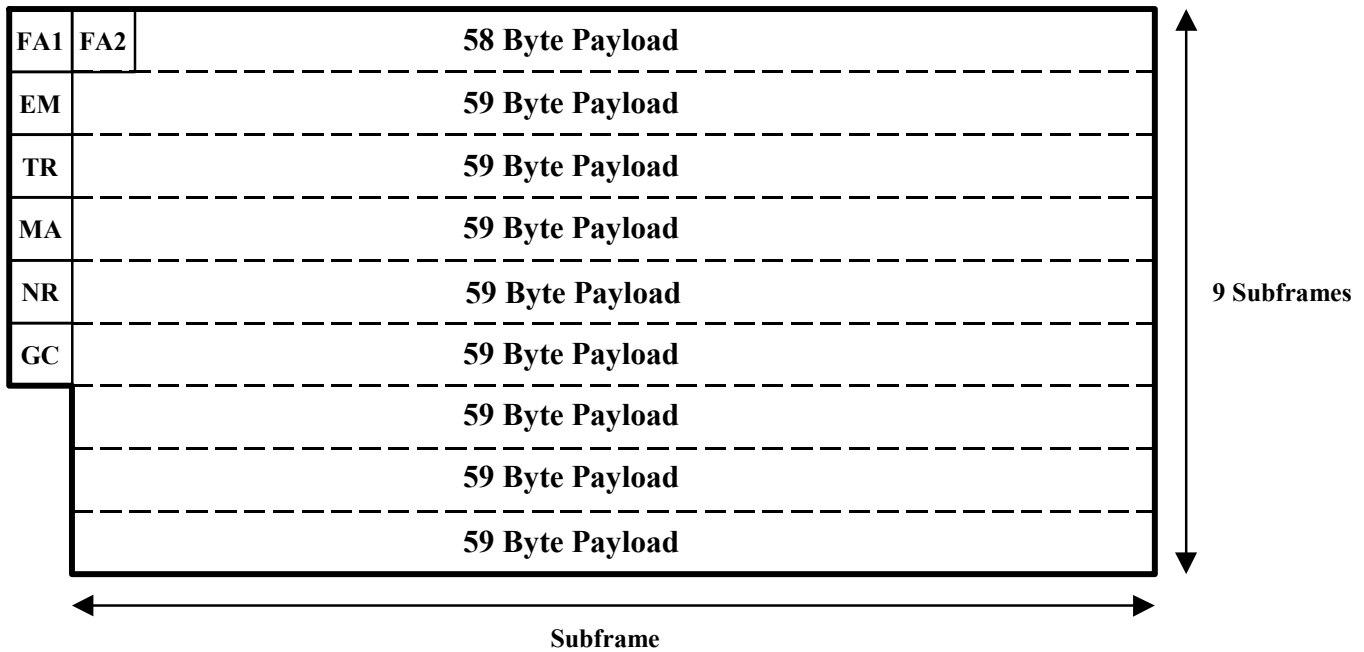 FA1 FA2 58 Byte Payload
EM 59 Byte Payload
TR 59 Byte Payload
MA 59 Byte Payload
NR 59 Byte Payload
9 Subframes
GC 59 Byte Payload
59 Byte Payload
59 Byte Payload
59 Byte Payload
Subframe